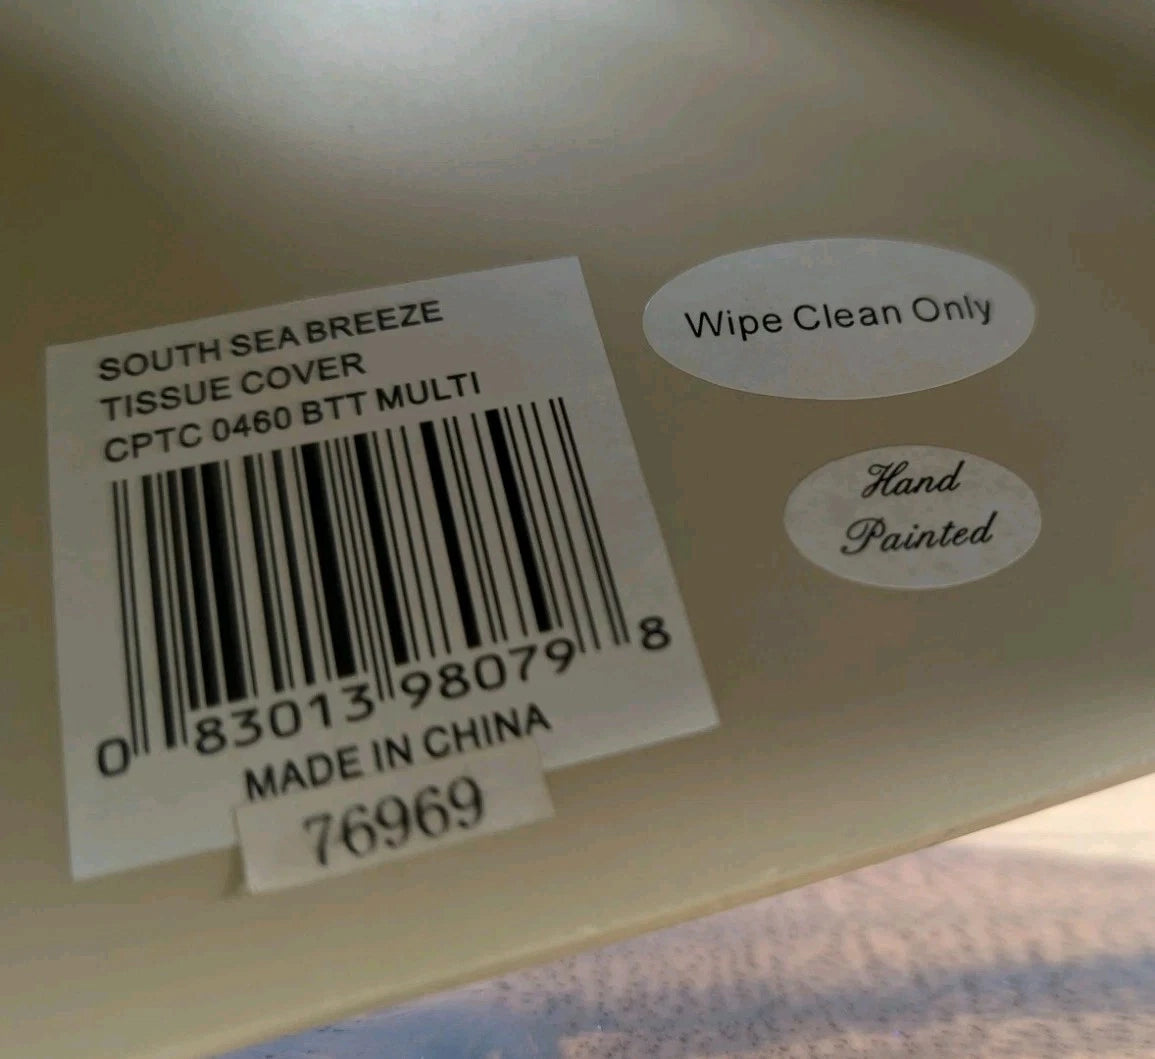 SOUTH SEA BREEZE
TISSUE COVER
CPTC 0460 BTT MULTI
0 83013 98079 8
MADE IN CHINA
76969
Wipe Clean Only
Hand
Painted